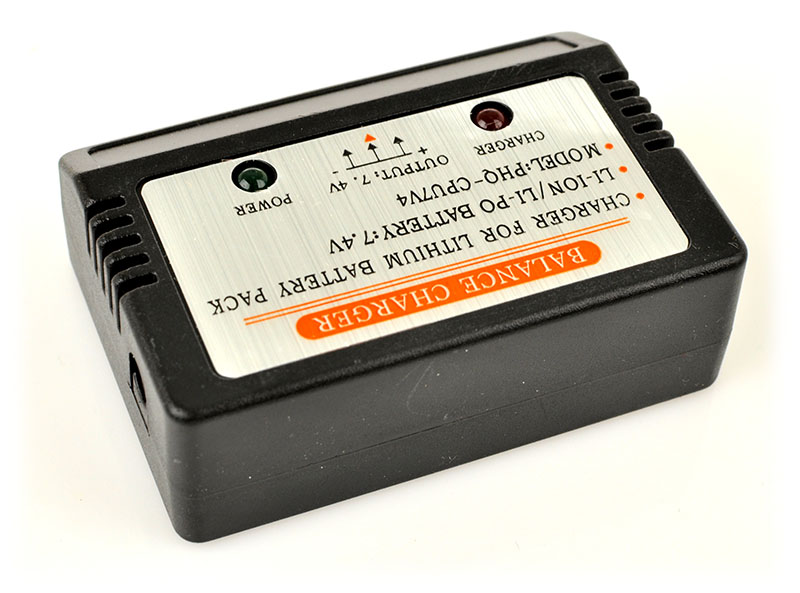 BALANCE CHARGER
• CHARGER FOR LITHIUM BATTERY PACK
• LI-ION/LI-PO BATTERY:7.4V
• MODEL:PHQ-CPU7V4
POWER
CHARGER
OUTPUT:7.4V
+ -